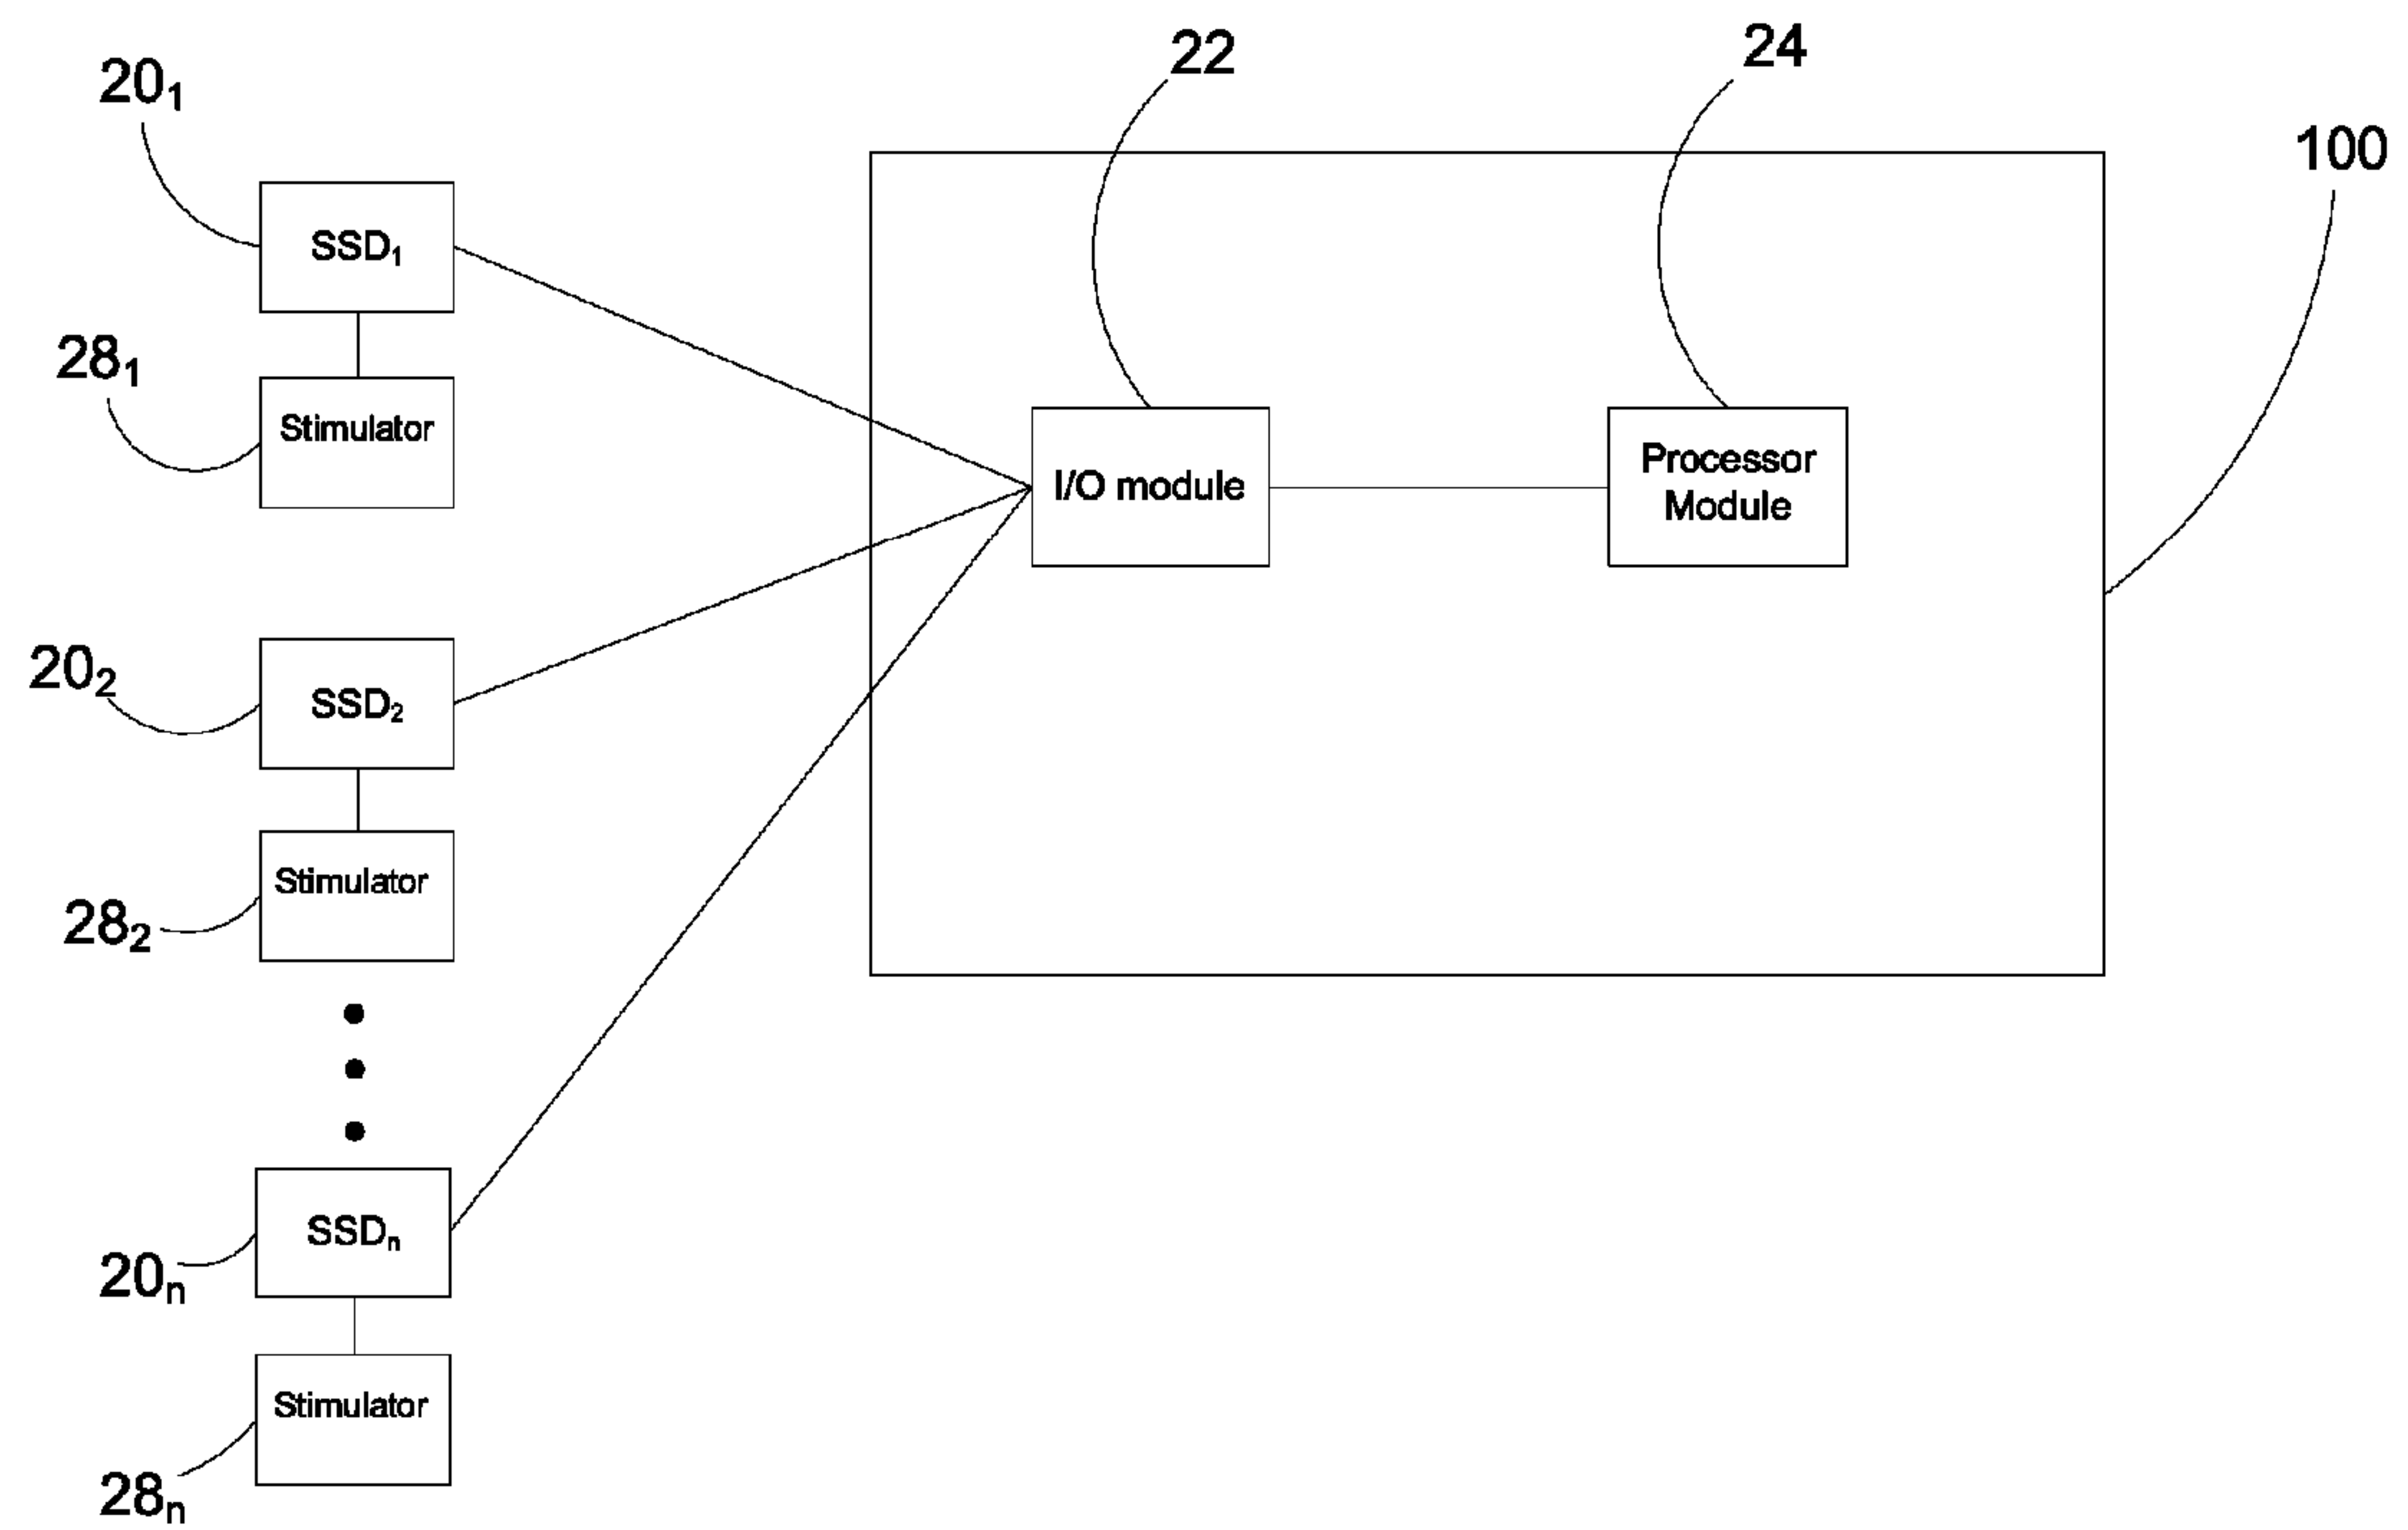 22
24
20₁
100
SSD₁
28₁
Stimulator
I/O module
Processor
Module
20₂
SSD₂
Stimulator
28₂
SSDₙ
20ₙ
Stimulator
28ₙ